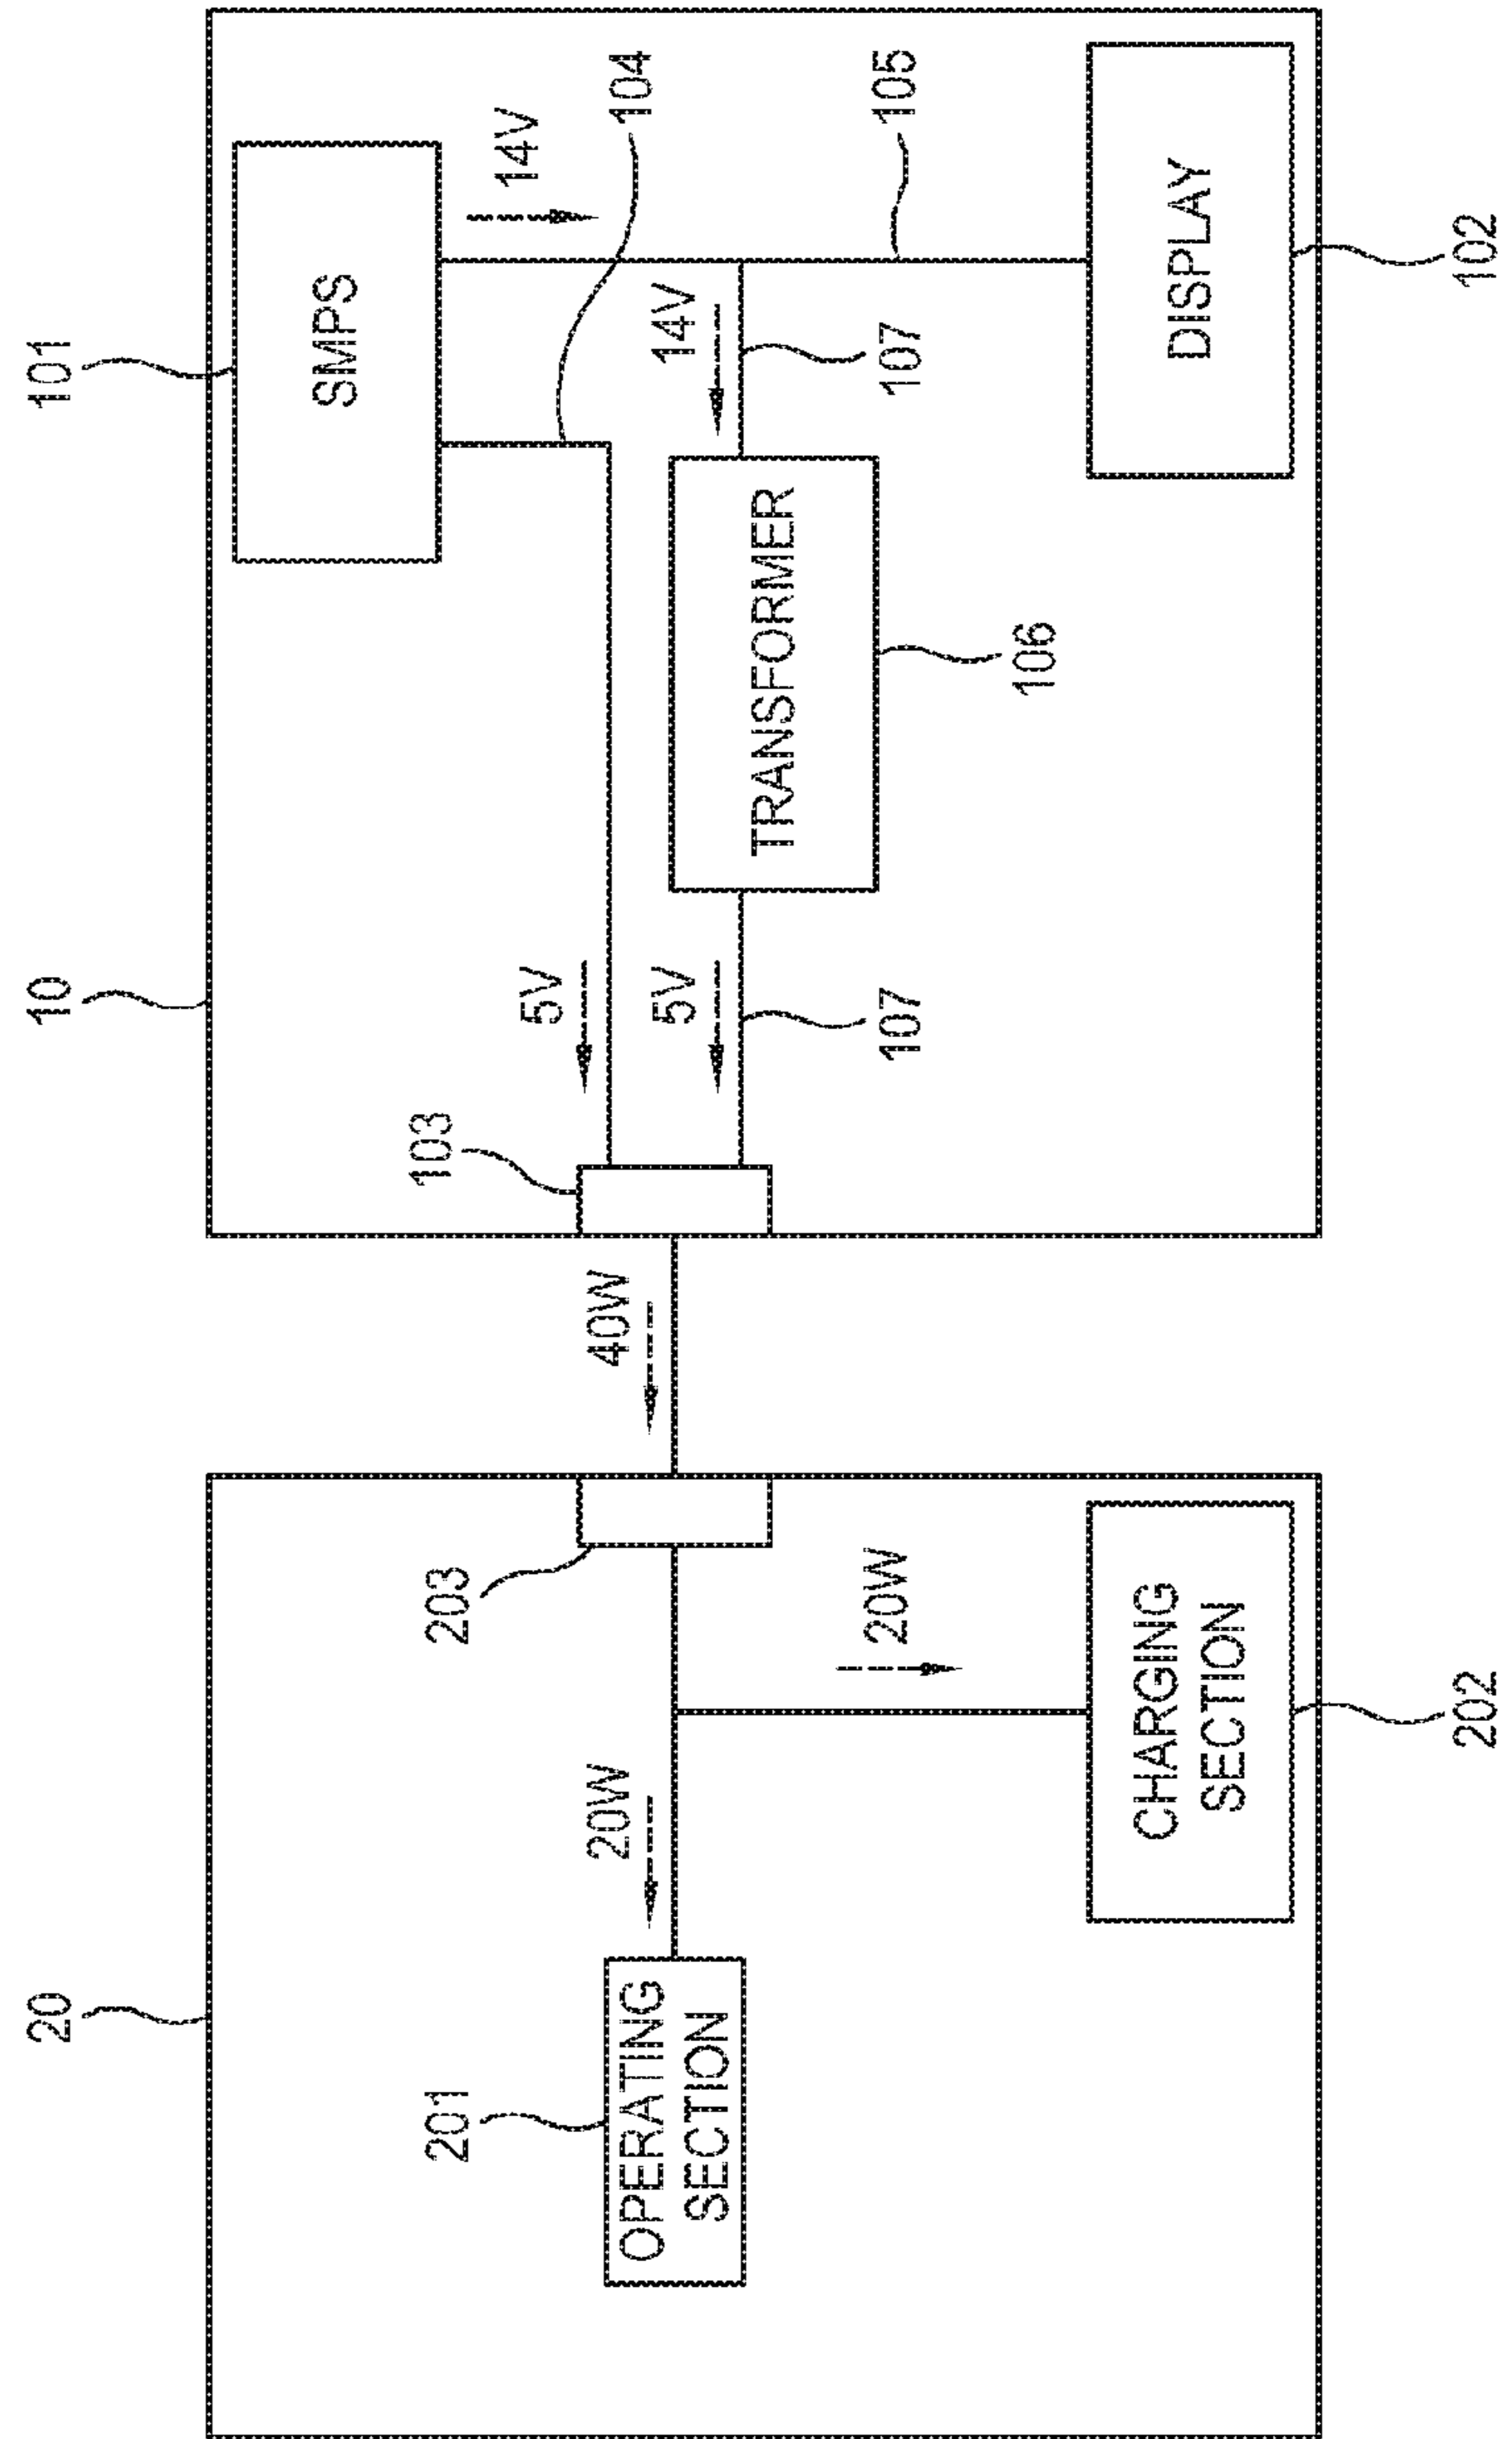 20
10
101
SMPS
201
203
103
5V
14V
20W
40W
104
OPERATING
SECTION
5V
14V
TRANSFORMER
20W
107
107
105
106
CHARGING
SECTION
DISPLAY
202
102